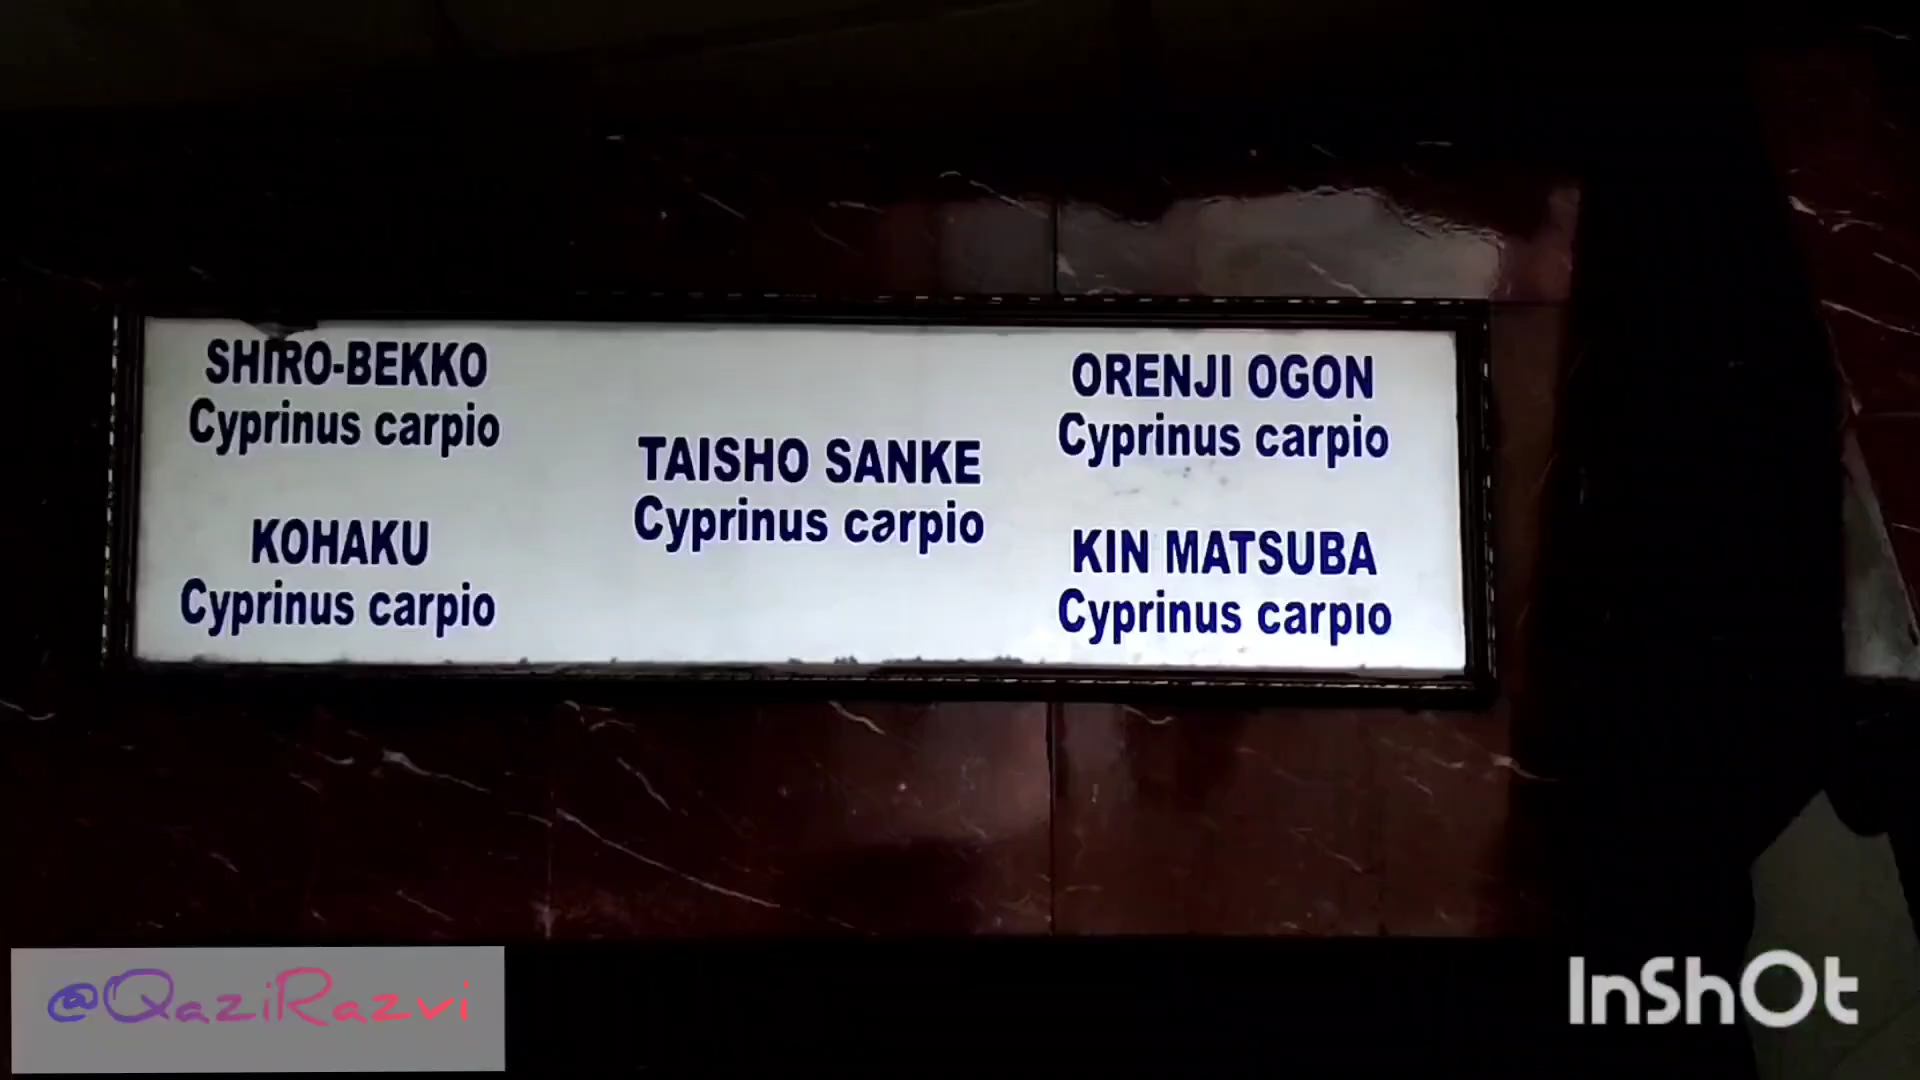 SHIRO-BEKKO
Cyprinus carpio
KOHAKU
Cyprinus carpio
TAISHO SANKE
Cyprinus carpio
ORENJI OGON
Cyprinus carpio
KIN MATSUBA
Cyprinus carpio
@QaziRazvi
InShOt